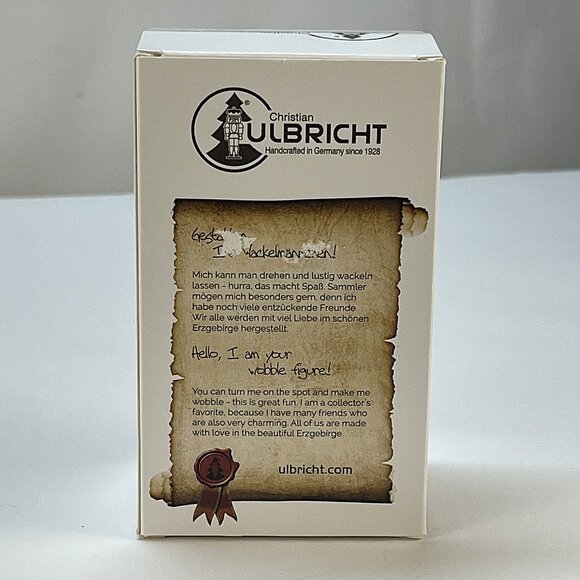 Christian
ULBRICHT
®
Handcrafted in Germany since 1928
Mich kann man drehen und lustig wackeln
lassen - hurra, das macht Spaß. Sammler
mögen mich besonders gern, denn ich
habe noch viele entzückende Freunde.
Wir alle werden mit viel Liebe im schönen
Erzgebirge hergestellt.
Hello, I am your
wobble figure!
You can turn me on the spot and make me
wobble - this is great fun. I am a collector's
favorite, because I have many friends who
are also very charming. All of us are made
with love in the beautiful Erzgebirge.
ulbricht.com